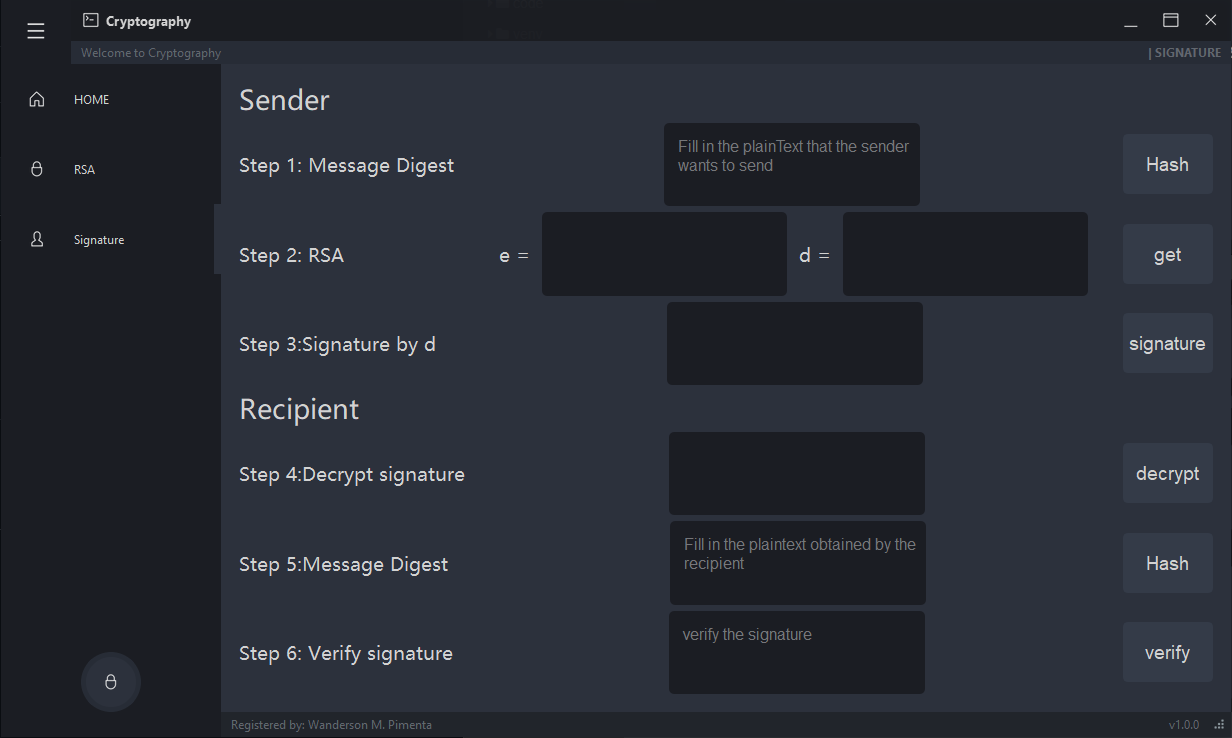 Cryptography
Welcome to Cryptography
| SIGNATURE
HOME
RSA
Signature
Sender
Step 1: Message Digest
Fill in the plainText that the sender
wants to send
Hash
Step 2: RSA
e =
d =
get
Step 3:Signature by d
signature
Recipient
Step 4:Decrypt signature
decrypt
Step 5:Message Digest
Fill in the plaintext obtained by the
recipient
Hash
Step 6: Verify signature
verify the signature
verify
Registered by: Wanderson M. Pimenta
v1.0.0